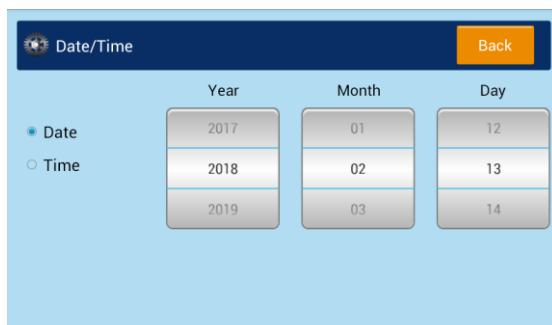 Date/Time
Back
Year Month Day
Date
Time
2017 01 12
2018 02 13
2019 03 14